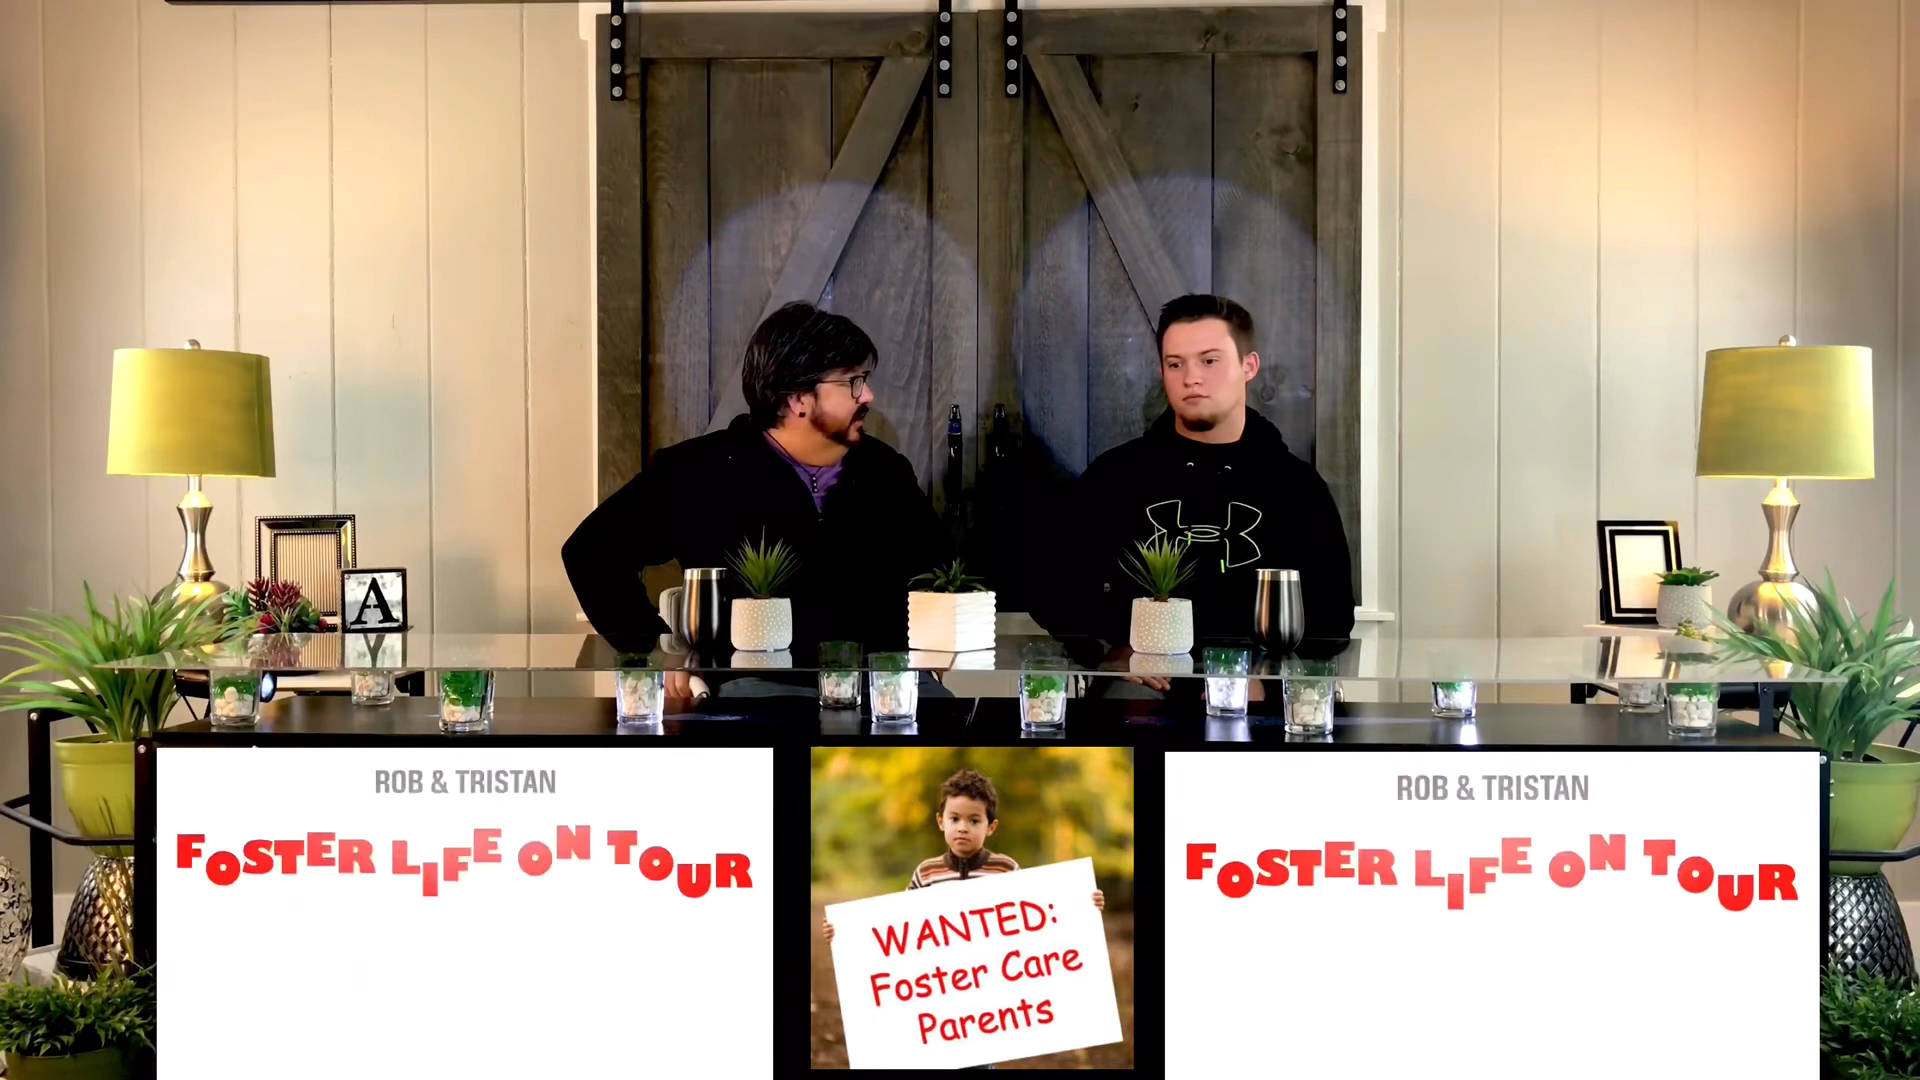 A
ROB & TRISTAN
FOSTER LIFE ON TOUR
WANTED:
Foster Care
Parents
ROB & TRISTAN
FOSTER LIFE ON TOUR